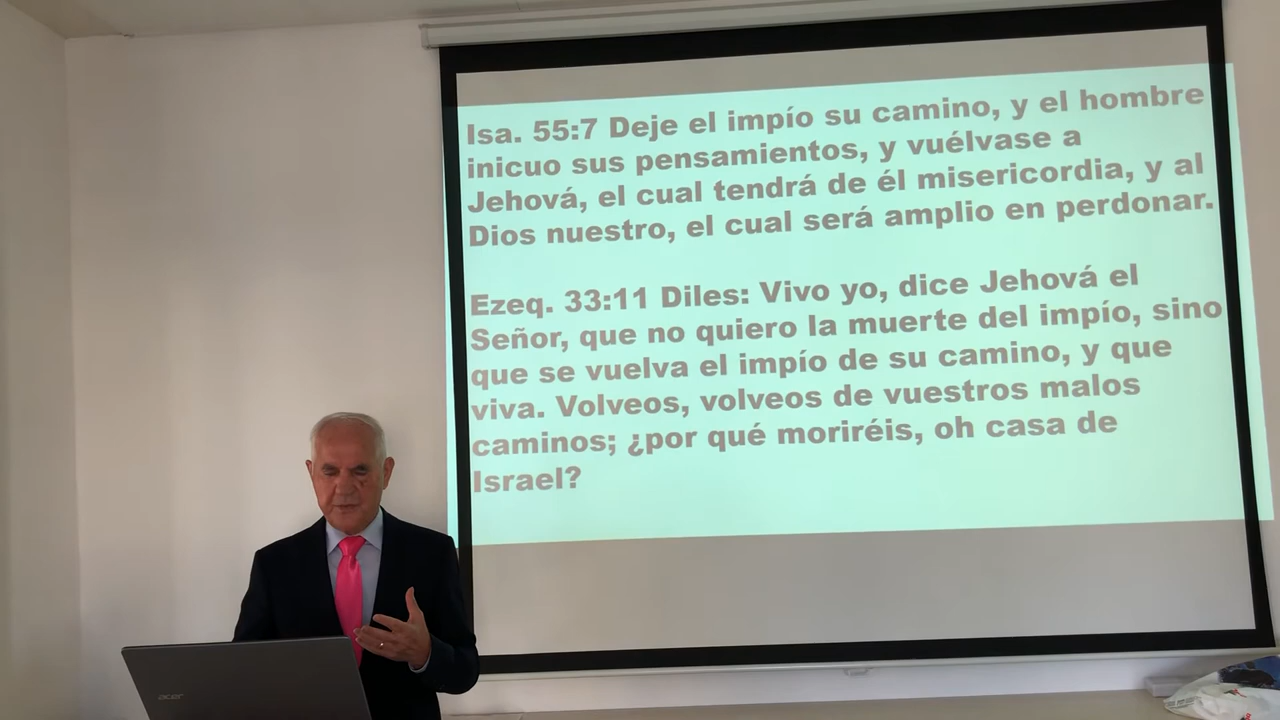 Isa. 55:7 Deje el impío su camino, y el hombre
inicuo sus pensamientos, y vuélvase a
Jehová, el cual tendrá de él misericordia, y al
Dios nuestro, el cual será amplio en perdonar.
Ezeq. 33:11 Diles: Vivo yo, dice Jehová el
Señor, que no quiero la muerte del impío, sino
que se vuelva el impío de su camino, y que
viva. Volveos, volveos de vuestros malos
caminos; ¿por qué moriréis, oh casa de
Israel?
acer